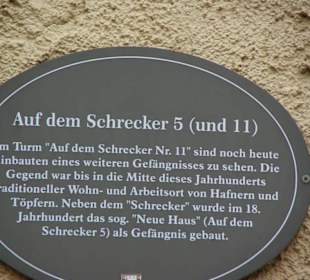 Auf dem Schrecker 5 (und 11)
m Turm "Auf dem Schrecker Nr. 11" sind noch heute
inbauten eines weiteren Gefängnisses zu sehen. Die
Gegend war bis in die Mitte dieses Jahrhunderts
raditioneller Wohn- und Arbeitsort von Hafnern und
Töpfern. Neben dem "Schrecker" wurde im 18.
Jahrhundert das sog. "Neue Haus" (Auf dem
Schrecker 5) als Gefängnis gebaut.